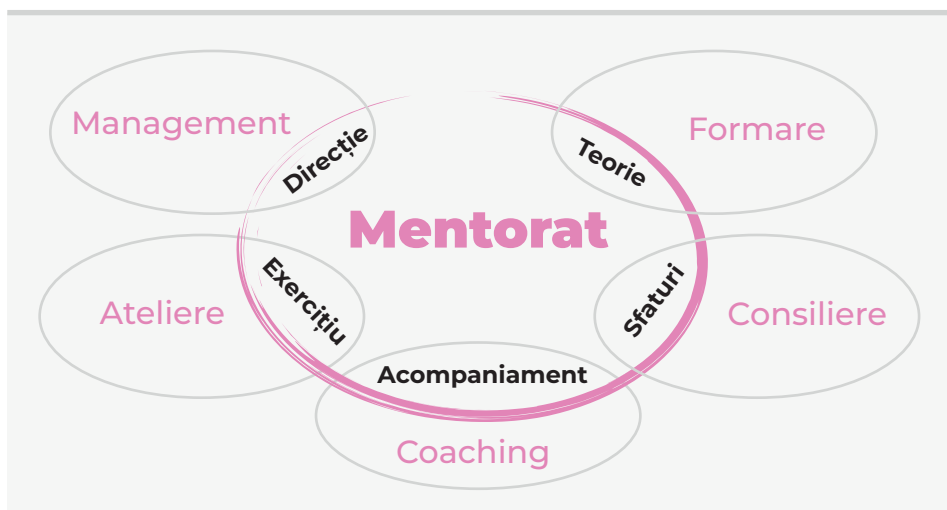 Management
Direcție
Teorie
Formare
Mentorat
Ateliere
Exercițiu
Sfaturi
Consiliere
Acompaniament
Coaching